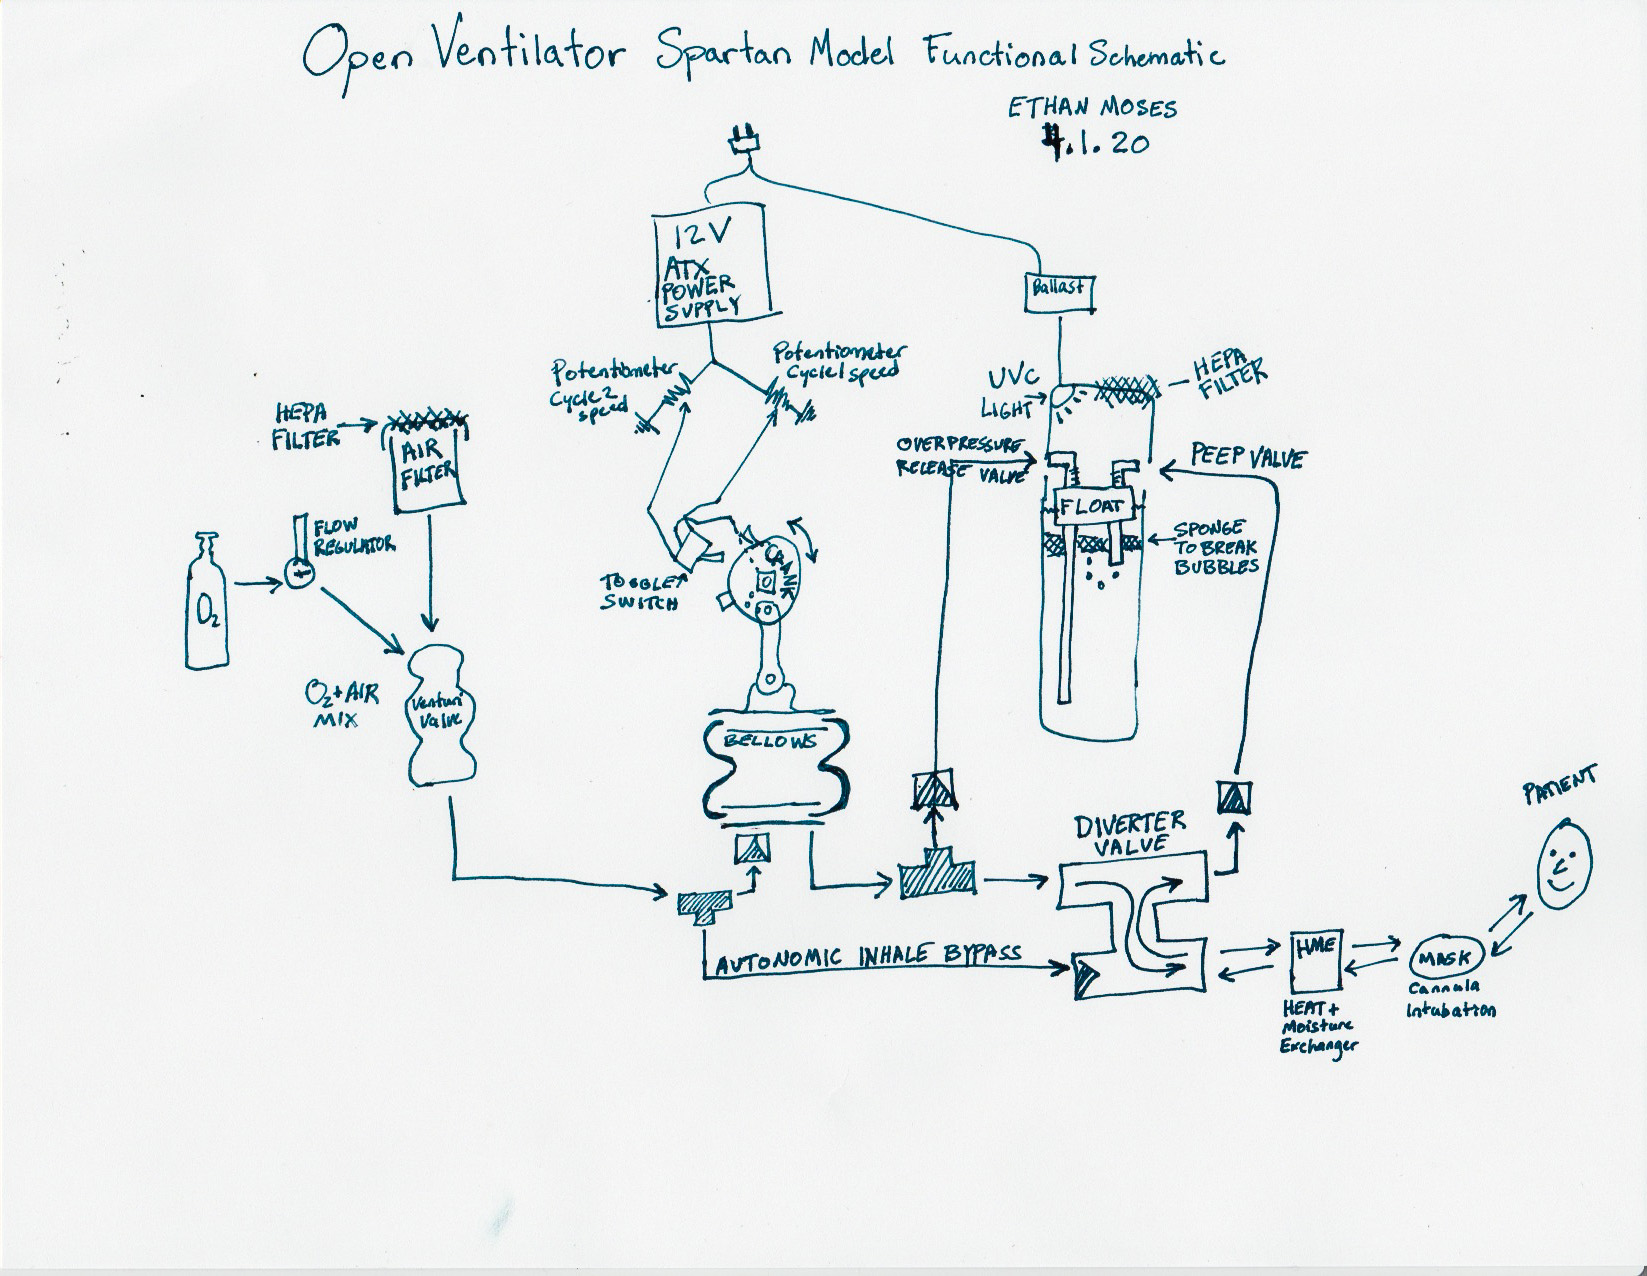 Open Ventilator Spartan Model Functional Schematic
ETHAN MOSES
4.1.20
12V
ATX
POWER
SUPPLY
Ballast
Potentiometer
Cycle 2
speed
Potentiometer
Cycle 1 speed
UVC
LIGHT
HEPA
FILTER
HEPA
FILTER
AIR
FILTER
OVERPRESSURE
RELEASE VALVE
PEEP VALVE
FLOAT
SPONGE
TO BREAK
BUBBLES
FLOW
REGULATOR
O2
TOGGLE
SWITCH
CRANK
O2+AIR
MIX
Venturi
Valve
BELLOWS
DIVERTER
VALVE
PATIENT
AUTONOMIC INHALE BYPASS
HME
HEAT+
Moisture
Exchanger
MASK
Cannula
Intubation